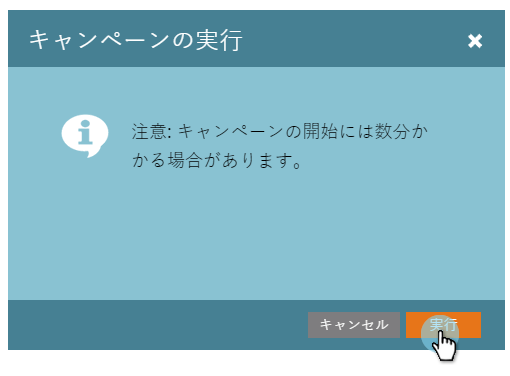 キャンペーンの実行
注意: キャンペーンの開始には数分か
かる場合があります。
キャンセル
実行